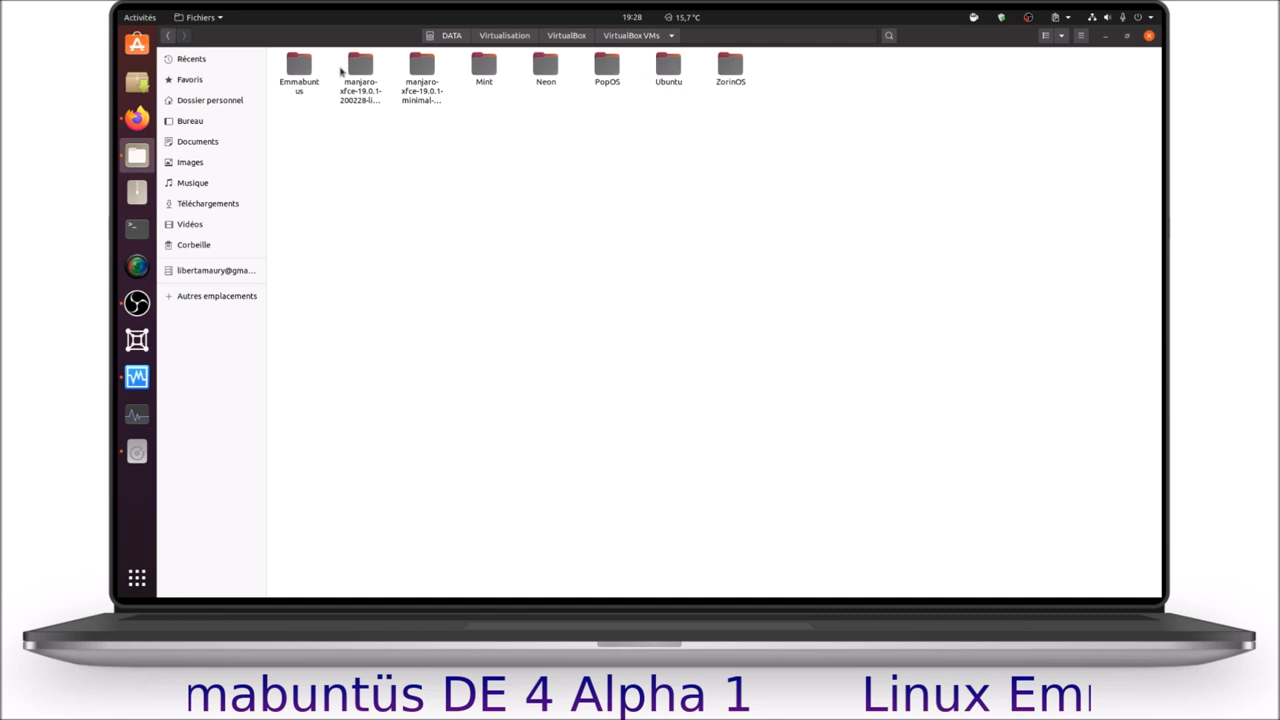 Activités
Fichiers
19:28
15,7°C
DATA
Virtualisation
VirtualBox
VirtualBox VMs
Récents
Favoris
Dossier personnel
Bureau
Documents
Images
Musique
Téléchargements
Vidéos
Corbeille
libertamaury@gma...
Autres emplacements
Emmabunt
us
manjaro-
xfce-19.0.1-
200228-li...
manjaro-
xfce-19.0.1-
minimal-...
Mint
Neon
PopOS
Ubuntu
ZorinOS
mabuntüs DE 4 Alpha 1
Linux Em